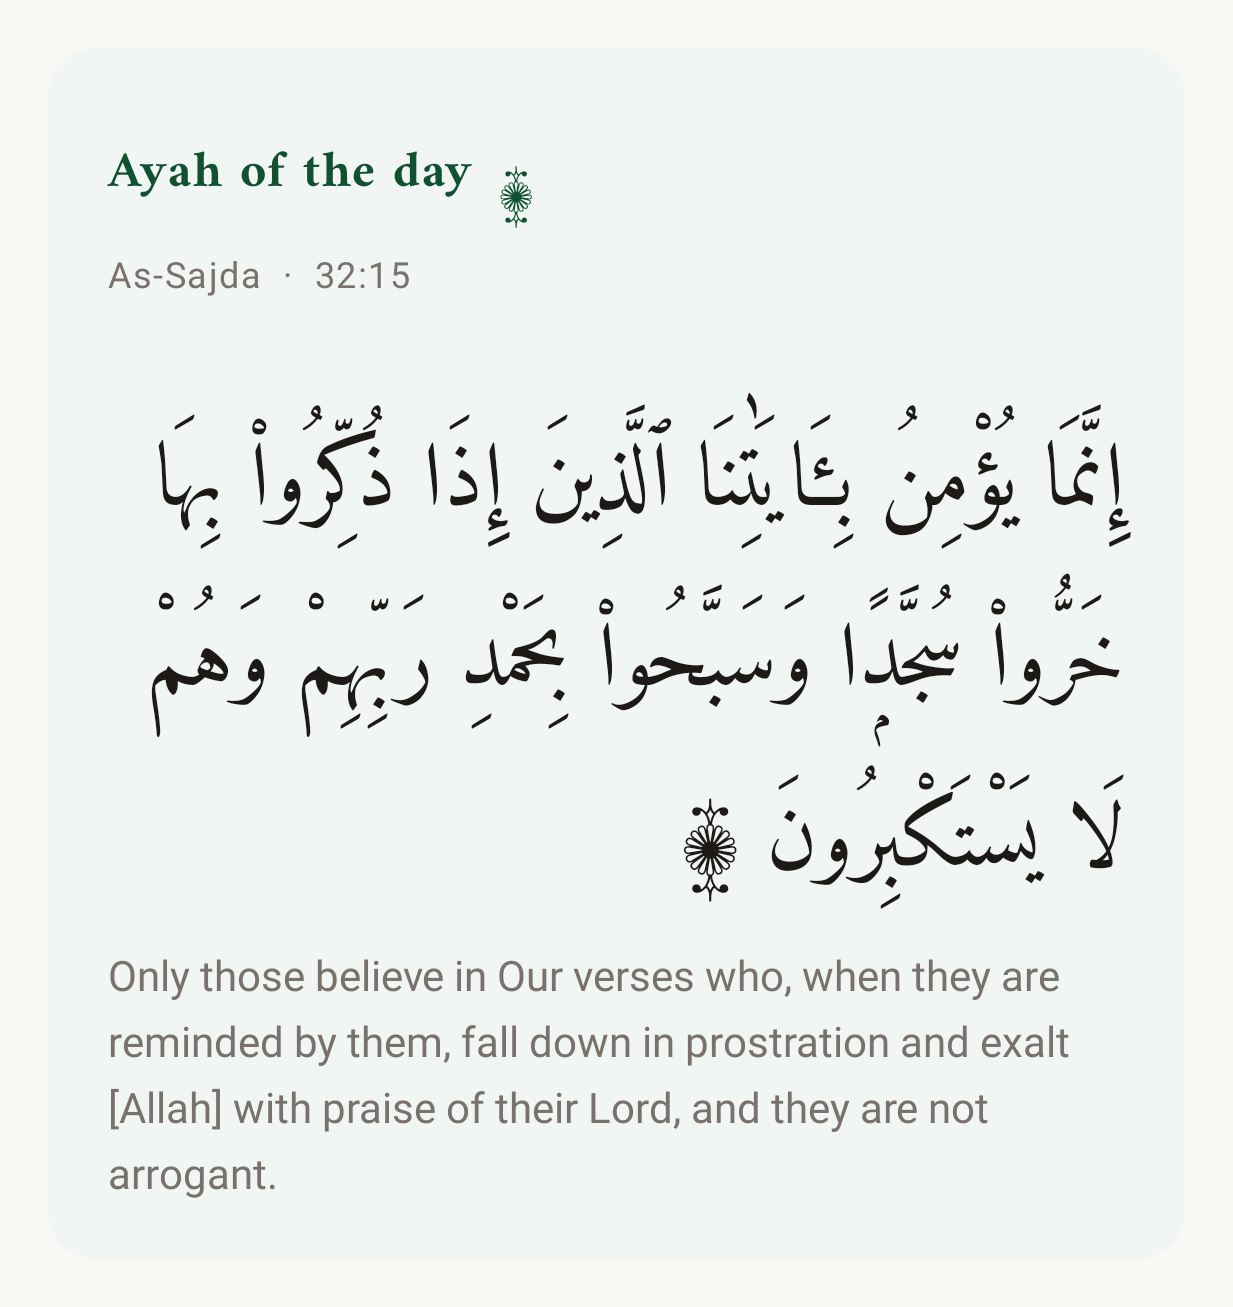 Ayah of the day
As-Sajda · 32:15
إِنَّمَا يُؤْمِنُ بِـَٔايَٰتِنَا ٱلَّذِينَ إِذَا ذُكِّرُوا۟ بِهَا
خَرُّوا۟ سُجَّدًا وَسَبَّحُوا۟ بِحَمْدِ رَبِّهِمْ وَهُمْ
لَا يَسْتَكْبِرُونَ ۩
Only those believe in Our verses who, when they are
reminded by them, fall down in prostration and exalt
[Allah] with praise of their Lord, and they are not
arrogant.